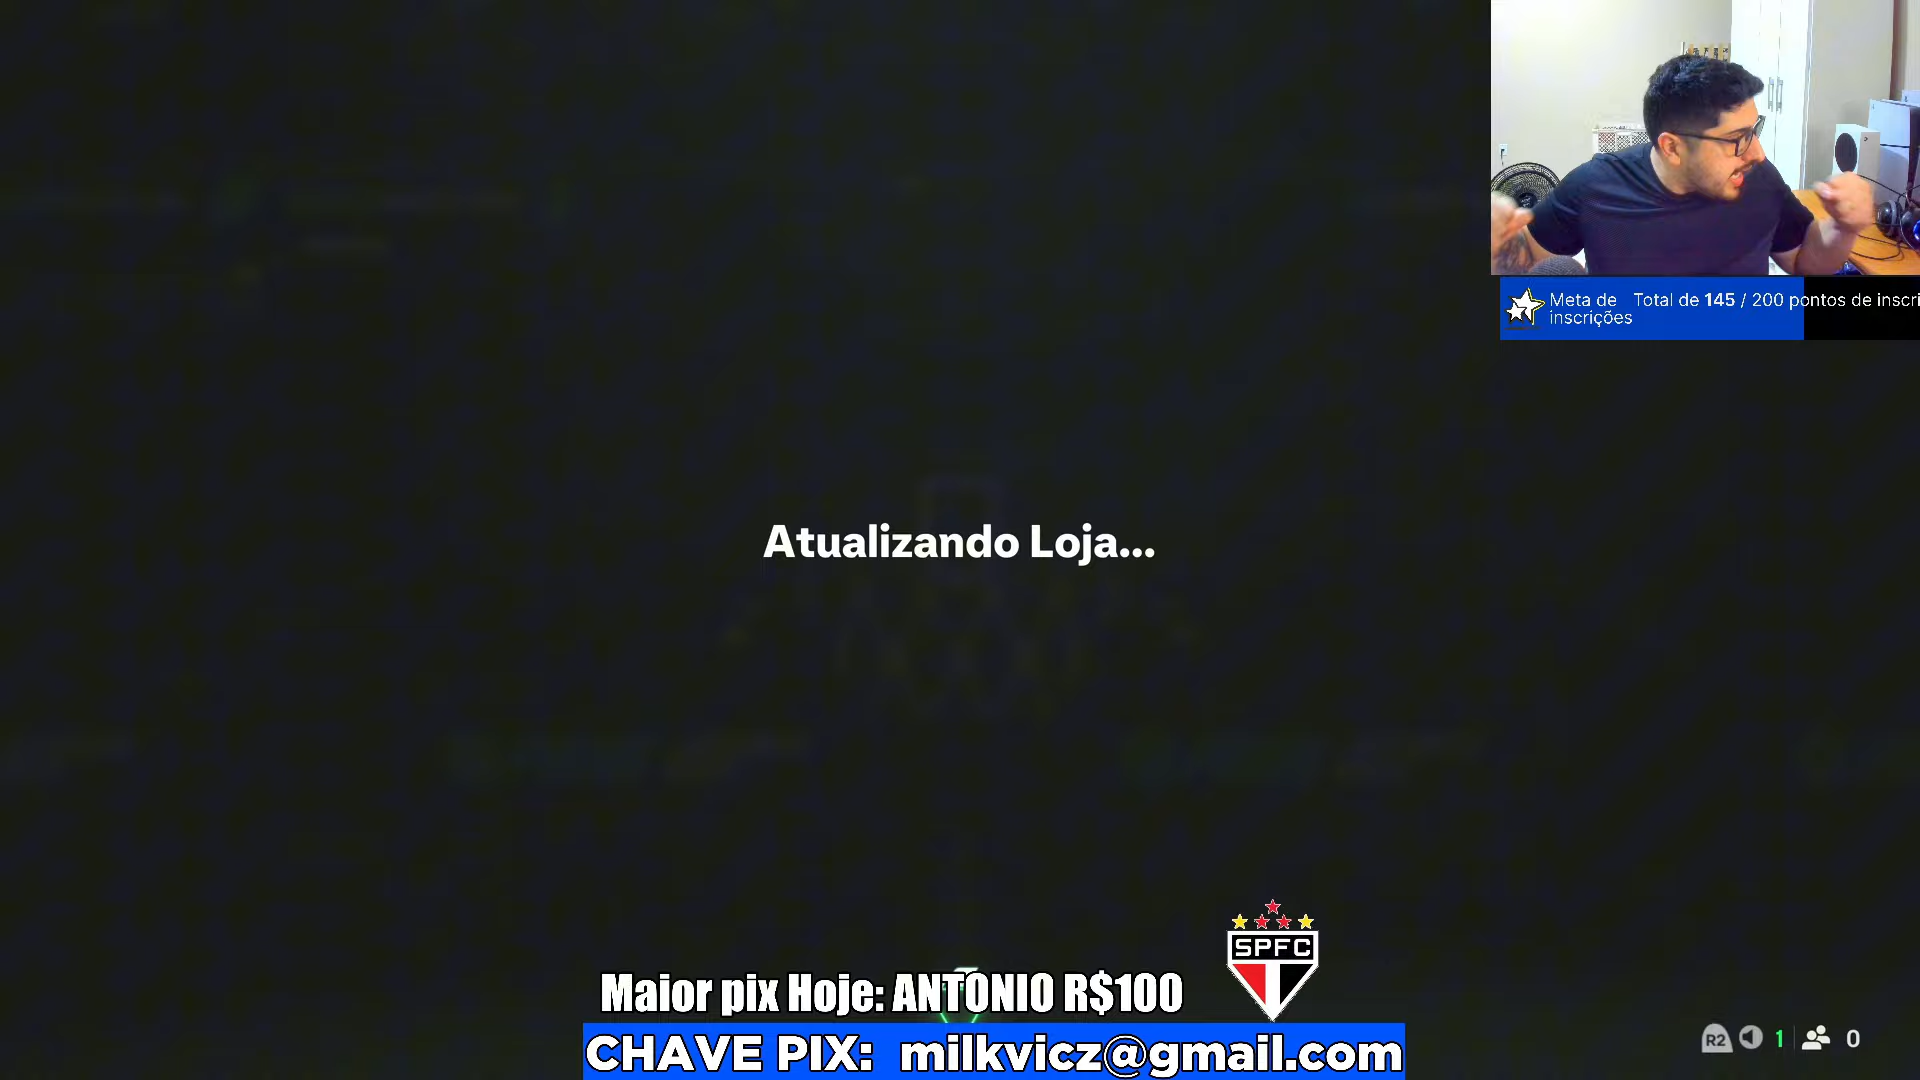 Meta de inscrições
Total de 145 / 200 pontos de inscri
Atualizando Loja...
SPFC
Maior pix Hoje: ANTONIO R$100
CHAVE PIX: milkvicz@gmail.com
R2 1 0